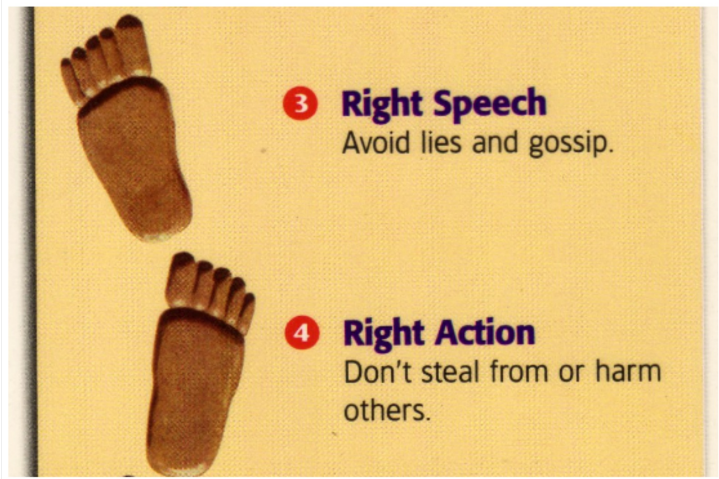 3 Right Speech
Avoid lies and gossip.
4 Right Action
Don't steal from or harm
others.